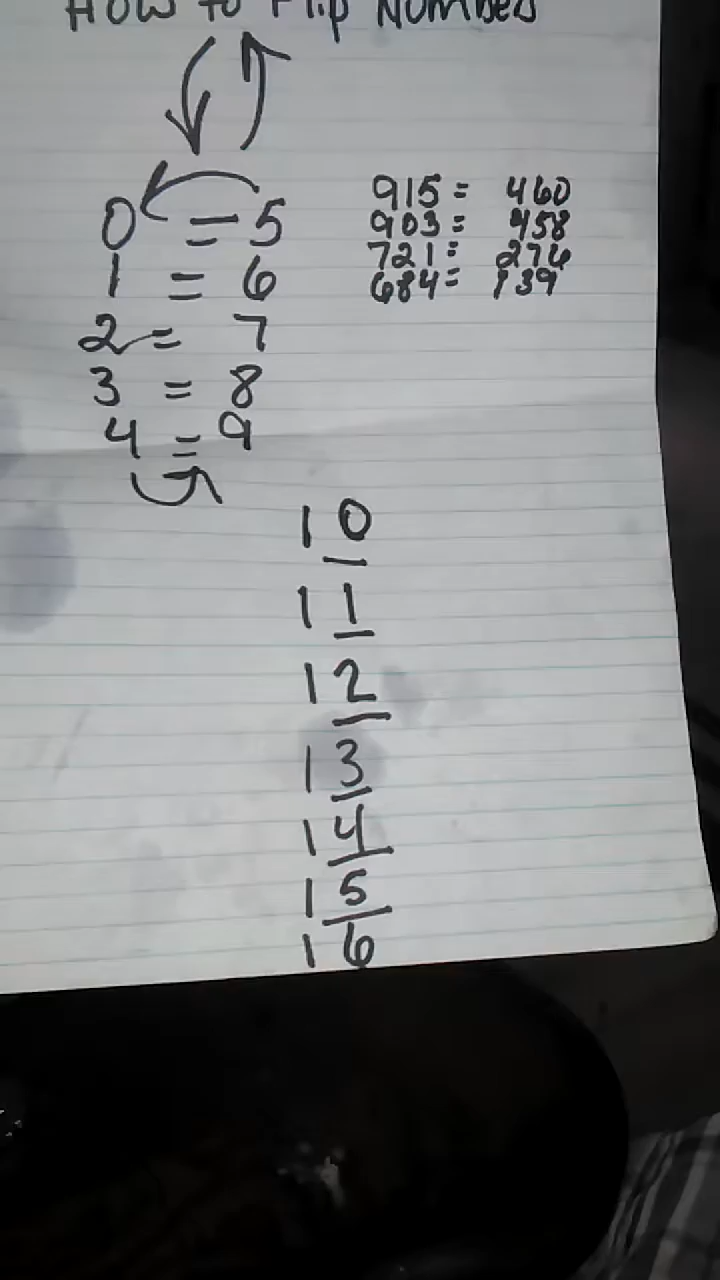 How to Flip Numbers
0 = 5
1 = 6
2 = 7
3 = 8
4 = 9
915 = 460
903 = 458
721 = 276
684 = 139
10
11
12
13
14
15
16